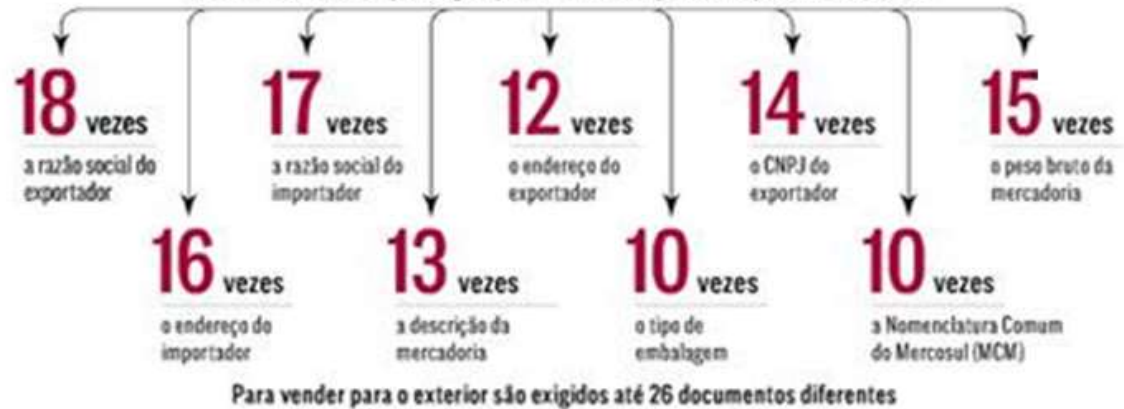 18 vezes
a razão social do
exportador
17 vezes
a razão social do
importador
12 vezes
o endereço do
exportador
14 vezes
o CNPJ do
exportador
15 vezes
o peso bruto da
mercadoria
16 vezes
o endereço do
importador
13 vezes
a descrição da
mercadoria
10 vezes
o tipo de
embalagem
10 vezes
a Nomenclatura Comum
do Mercosul (MCM)
Para vender para o exterior são exigidos até 26 documentos diferentes